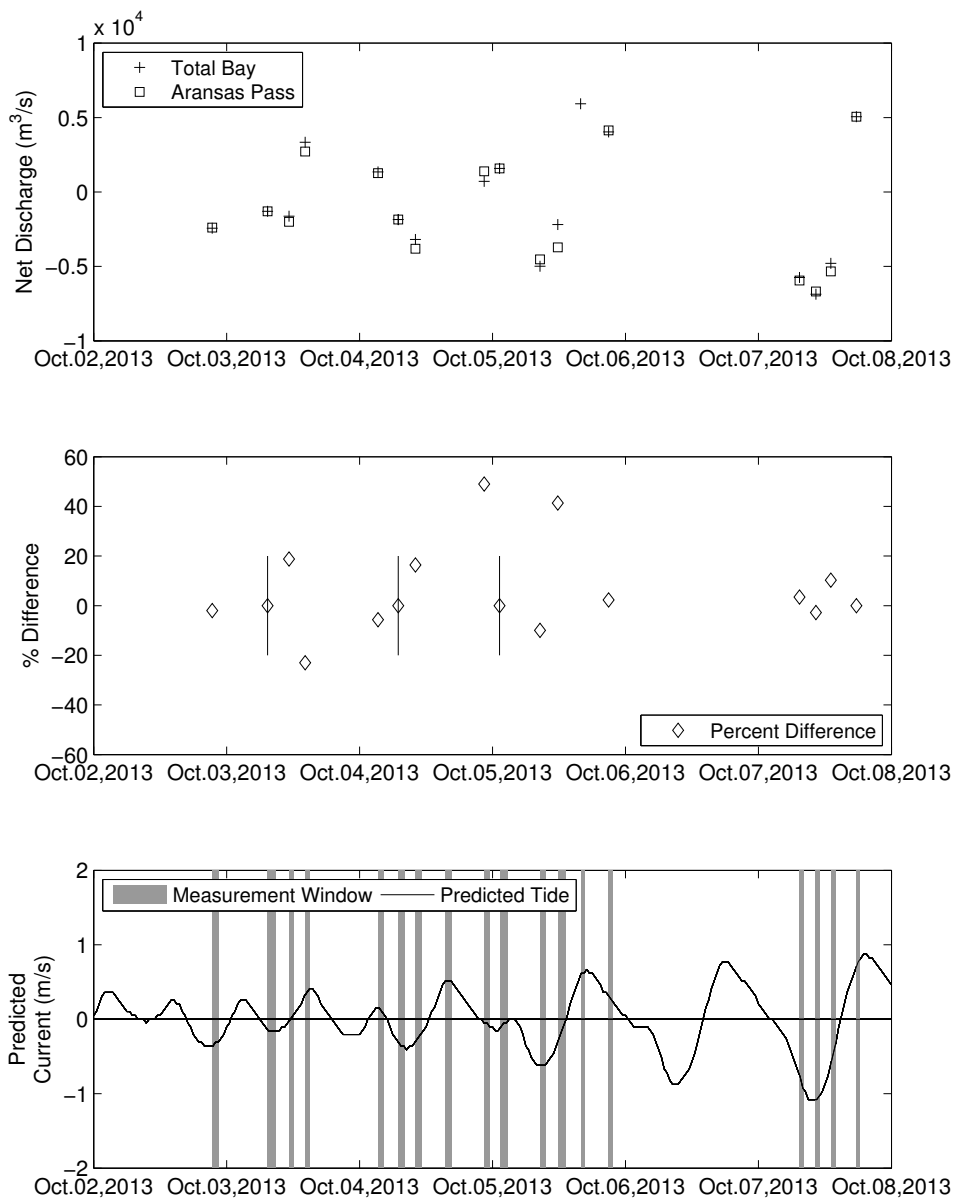 x 10⁴
1
0.5
0
−0.5
−1
Net Discharge (m³/s)
Total Bay
Aransas Pass
Oct.02,2013 Oct.03,2013 Oct.04,2013 Oct.05,2013 Oct.06,2013 Oct.07,2013 Oct.08,2013
60
40
20
0
−20
−40
−60
% Difference
Percent Difference
Oct.02,2013 Oct.03,2013 Oct.04,2013 Oct.05,2013 Oct.06,2013 Oct.07,2013 Oct.08,2013
2
1
0
−1
−2
Predicted
Current (m/s)
Measurement Window Predicted Tide
Oct.02,2013 Oct.03,2013 Oct.04,2013 Oct.05,2013 Oct.06,2013 Oct.07,2013 Oct.08,2013